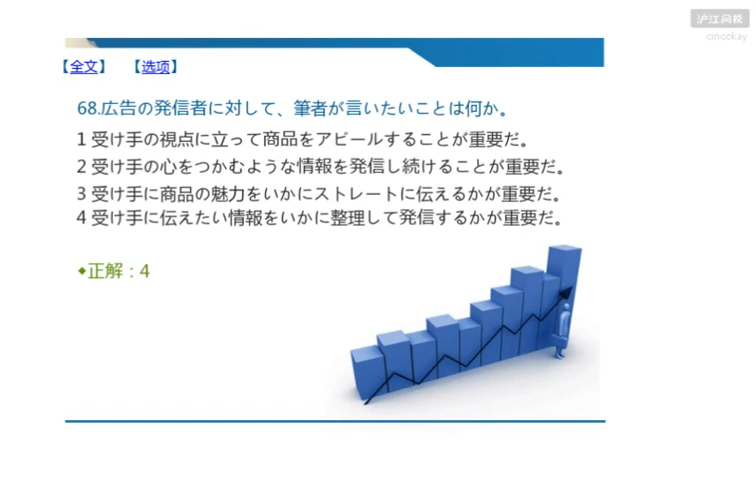 沪江网校
cincokay
【全文】 【选项】
68.広告の発信者に対して、筆者が言いたいことは何か。
1 受け手の視点に立って商品をアビールすることが重要だ。
2 受け手の心をつかむような情報を発信し続けることが重要だ。
3 受け手に商品の魅力をいかにストレートに伝えるかが重要だ。
4 受け手に伝えたい情報をいかに整理して発信するかが重要だ。
◆正解：4